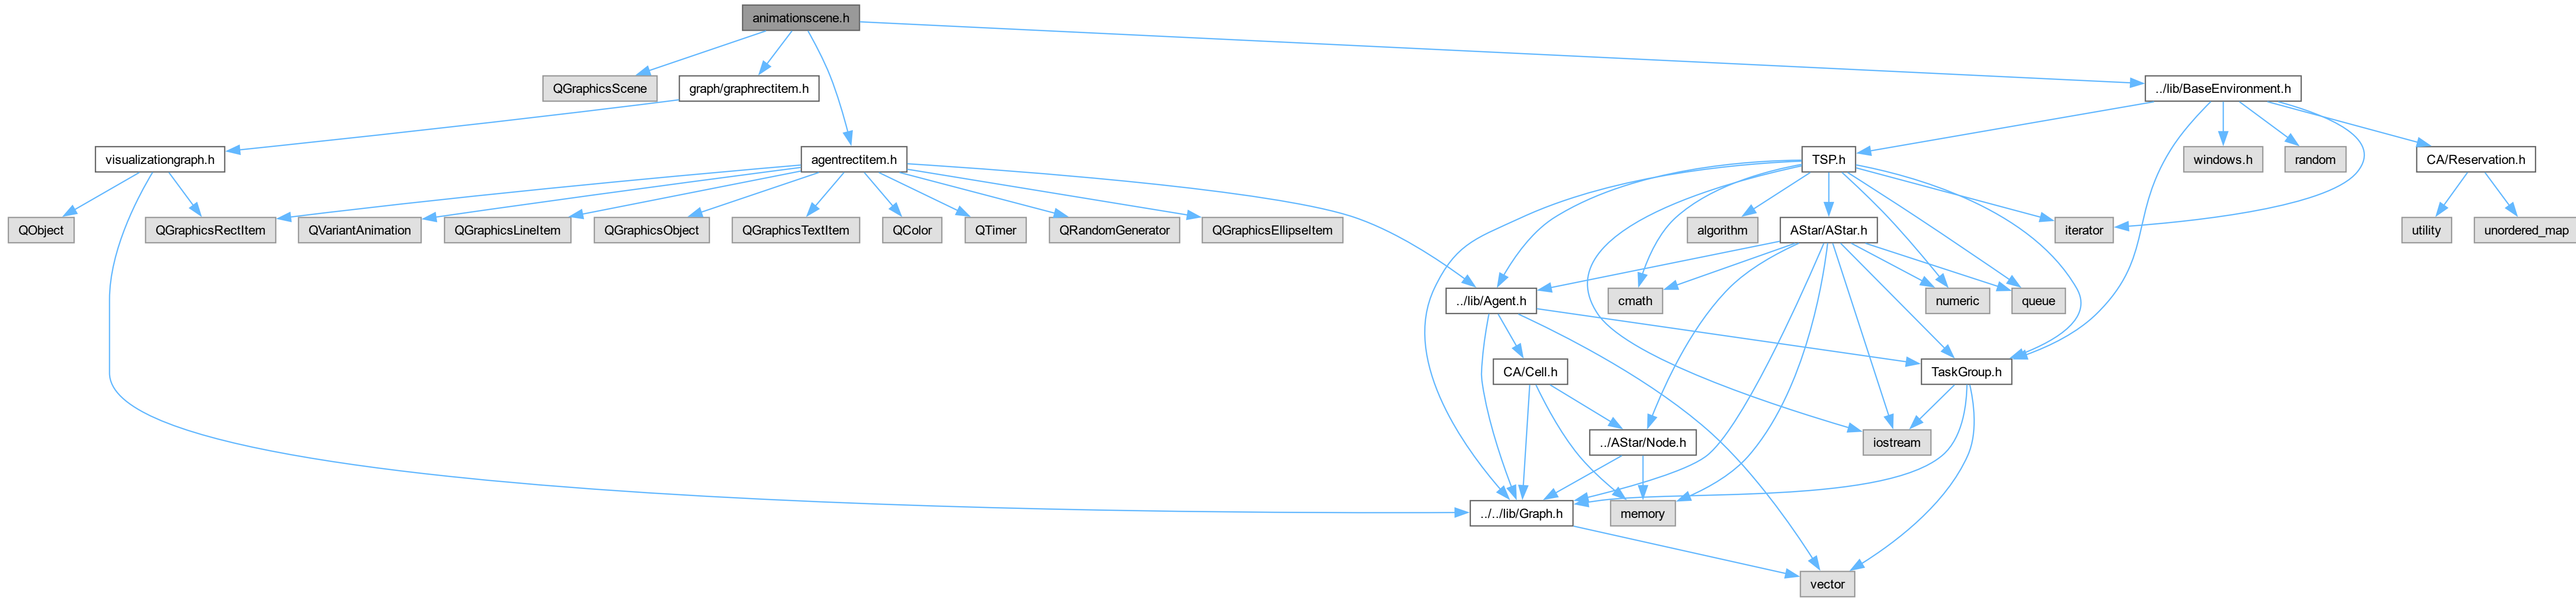 animationscene.h
QGraphicsScene
graph/graphrectitem.h
../lib/BaseEnvironment.h
visualizationgraph.h
agentrectitem.h
TSP.h
windows.h
random
CA/Reservation.h
QObject
QGraphicsRectItem
QVariantAnimation
QGraphicsLineItem
QGraphicsObject
QGraphicsTextItem
QColor
QTimer
QRandomGenerator
QGraphicsEllipseItem
algorithm
AStar/AStar.h
iterator
utility
unordered_map
../lib/Agent.h
cmath
numeric
queue
CA/Cell.h
TaskGroup.h
../AStar/Node.h
iostream
../../lib/Graph.h
memory
vector